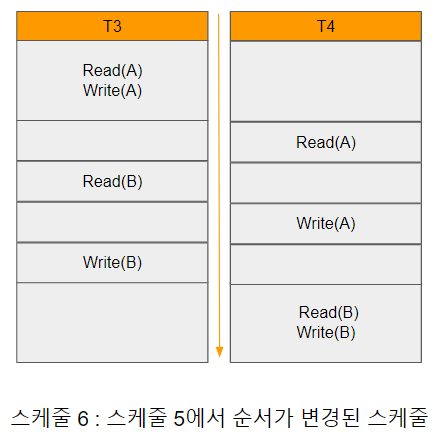 T3
T4
Read(A)
Write(A)
Read(A)
Read(B)
Write(A)
Write(B)
Read(B)
Write(B)
스케줄 6 : 스케줄 5에서 순서가 변경된 스케줄